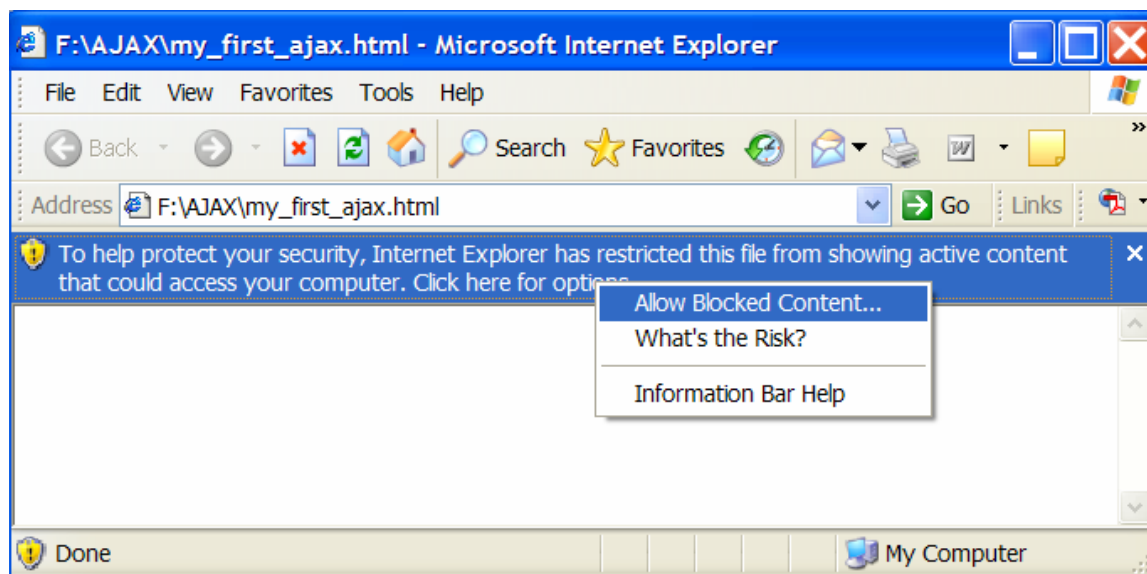 F:\AJAX\my_first_ajax.html - Microsoft Internet Explorer
File Edit View Favorites Tools Help
Back Search Favorites W »
Address F:\AJAX\my_first_ajax.html Go Links
To help protect your security, Internet Explorer has restricted this file from showing active content
that could access your computer. Click here for options
Allow Blocked Content...
What's the Risk?
Information Bar Help
Done My Computer